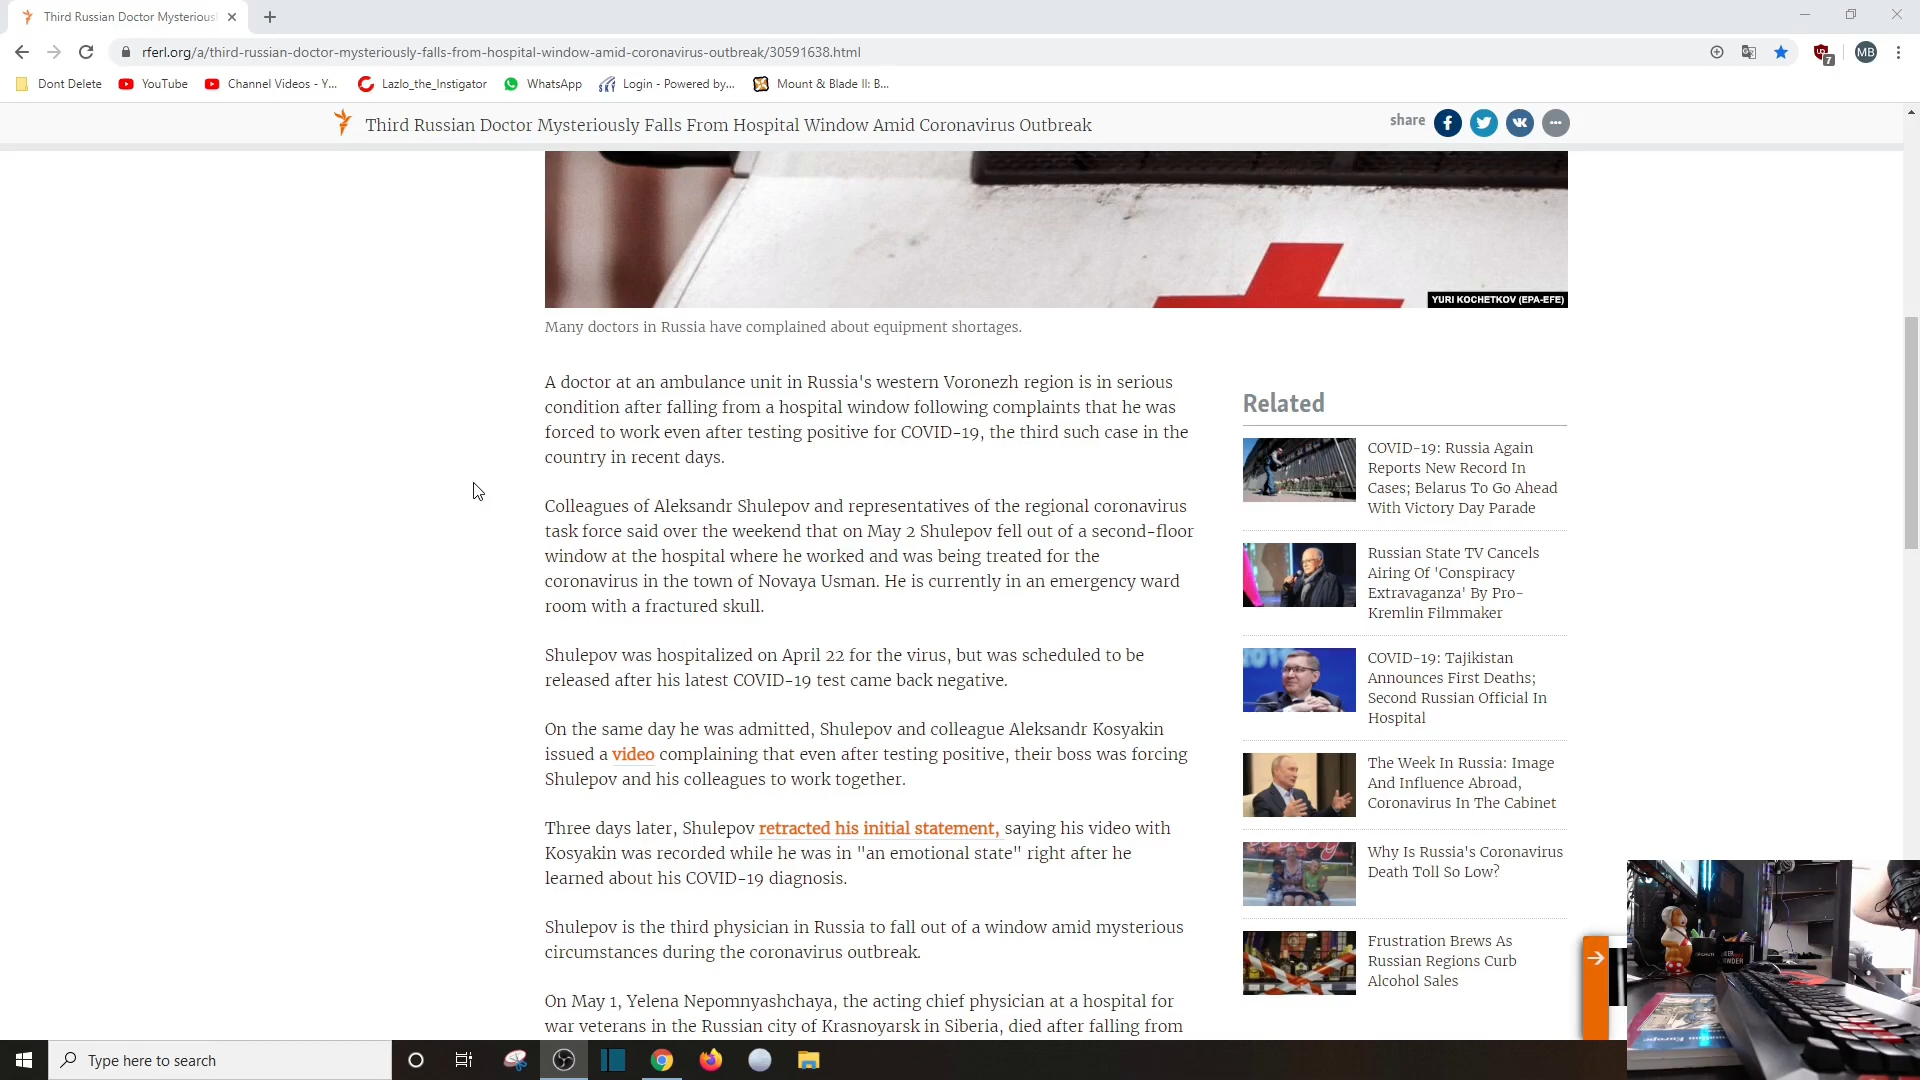 Third Russian Doctor Mysterious
rferl.org/a/third-russian-doctor-mysteriously-falls-from-hospital-window-amid-coronavirus-outbreak/30591638.html
7
MB
Dont Delete
YouTube
Channel Videos - Y...
Lazlo_the_Instigator
WhatsApp
Login - Powered by...
Mount & Blade II: B...
Third Russian Doctor Mysteriously Falls From Hospital Window Amid Coronavirus Outbreak
share
YURI KOCHETKOV (EPA-EFE)
Many doctors in Russia have complained about equipment shortages.
A doctor at an ambulance unit in Russia's western Voronezh region is in serious
condition after falling from a hospital window following complaints that he was
forced to work even after testing positive for COVID-19, the third such case in the
country in recent days.
Colleagues of Aleksandr Shulepov and representatives of the regional coronavirus
task force said over the weekend that on May 2 Shulepov fell out of a second-floor
window at the hospital where he worked and was being treated for the
coronavirus in the town of Novaya Usman. He is currently in an emergency ward
room with a fractured skull.
Shulepov was hospitalized on April 22 for the virus, but was scheduled to be
released after his latest COVID-19 test came back negative.
On the same day he was admitted, Shulepov and colleague Aleksandr Kosyakin
issued a video complaining that even after testing positive, their boss was forcing
Shulepov and his colleagues to work together.
Three days later, Shulepov retracted his initial statement, saying his video with
Kosyakin was recorded while he was in "an emotional state" right after he
learned about his COVID-19 diagnosis.
Shulepov is the third physician in Russia to fall out of a window amid mysterious
circumstances during the coronavirus outbreak.
On May 1, Yelena Nepomnyashchaya, the acting chief physician at a hospital for
war veterans in the Russian city of Krasnoyarsk in Siberia, died after falling from
Related
COVID-19: Russia Again
Reports New Record In
Cases; Belarus To Go Ahead
With Victory Day Parade
Russian State TV Cancels
Airing Of 'Conspiracy
Extravaganza' By Pro-
Kremlin Filmmaker
COVID-19: Tajikistan
Announces First Deaths;
Second Russian Official In
Hospital
The Week In Russia: Image
And Influence Abroad,
Coronavirus In The Cabinet
Why Is Russia's Coronavirus
Death Toll So Low?
Frustration Brews As
Russian Regions Curb
Alcohol Sales
Type here to search